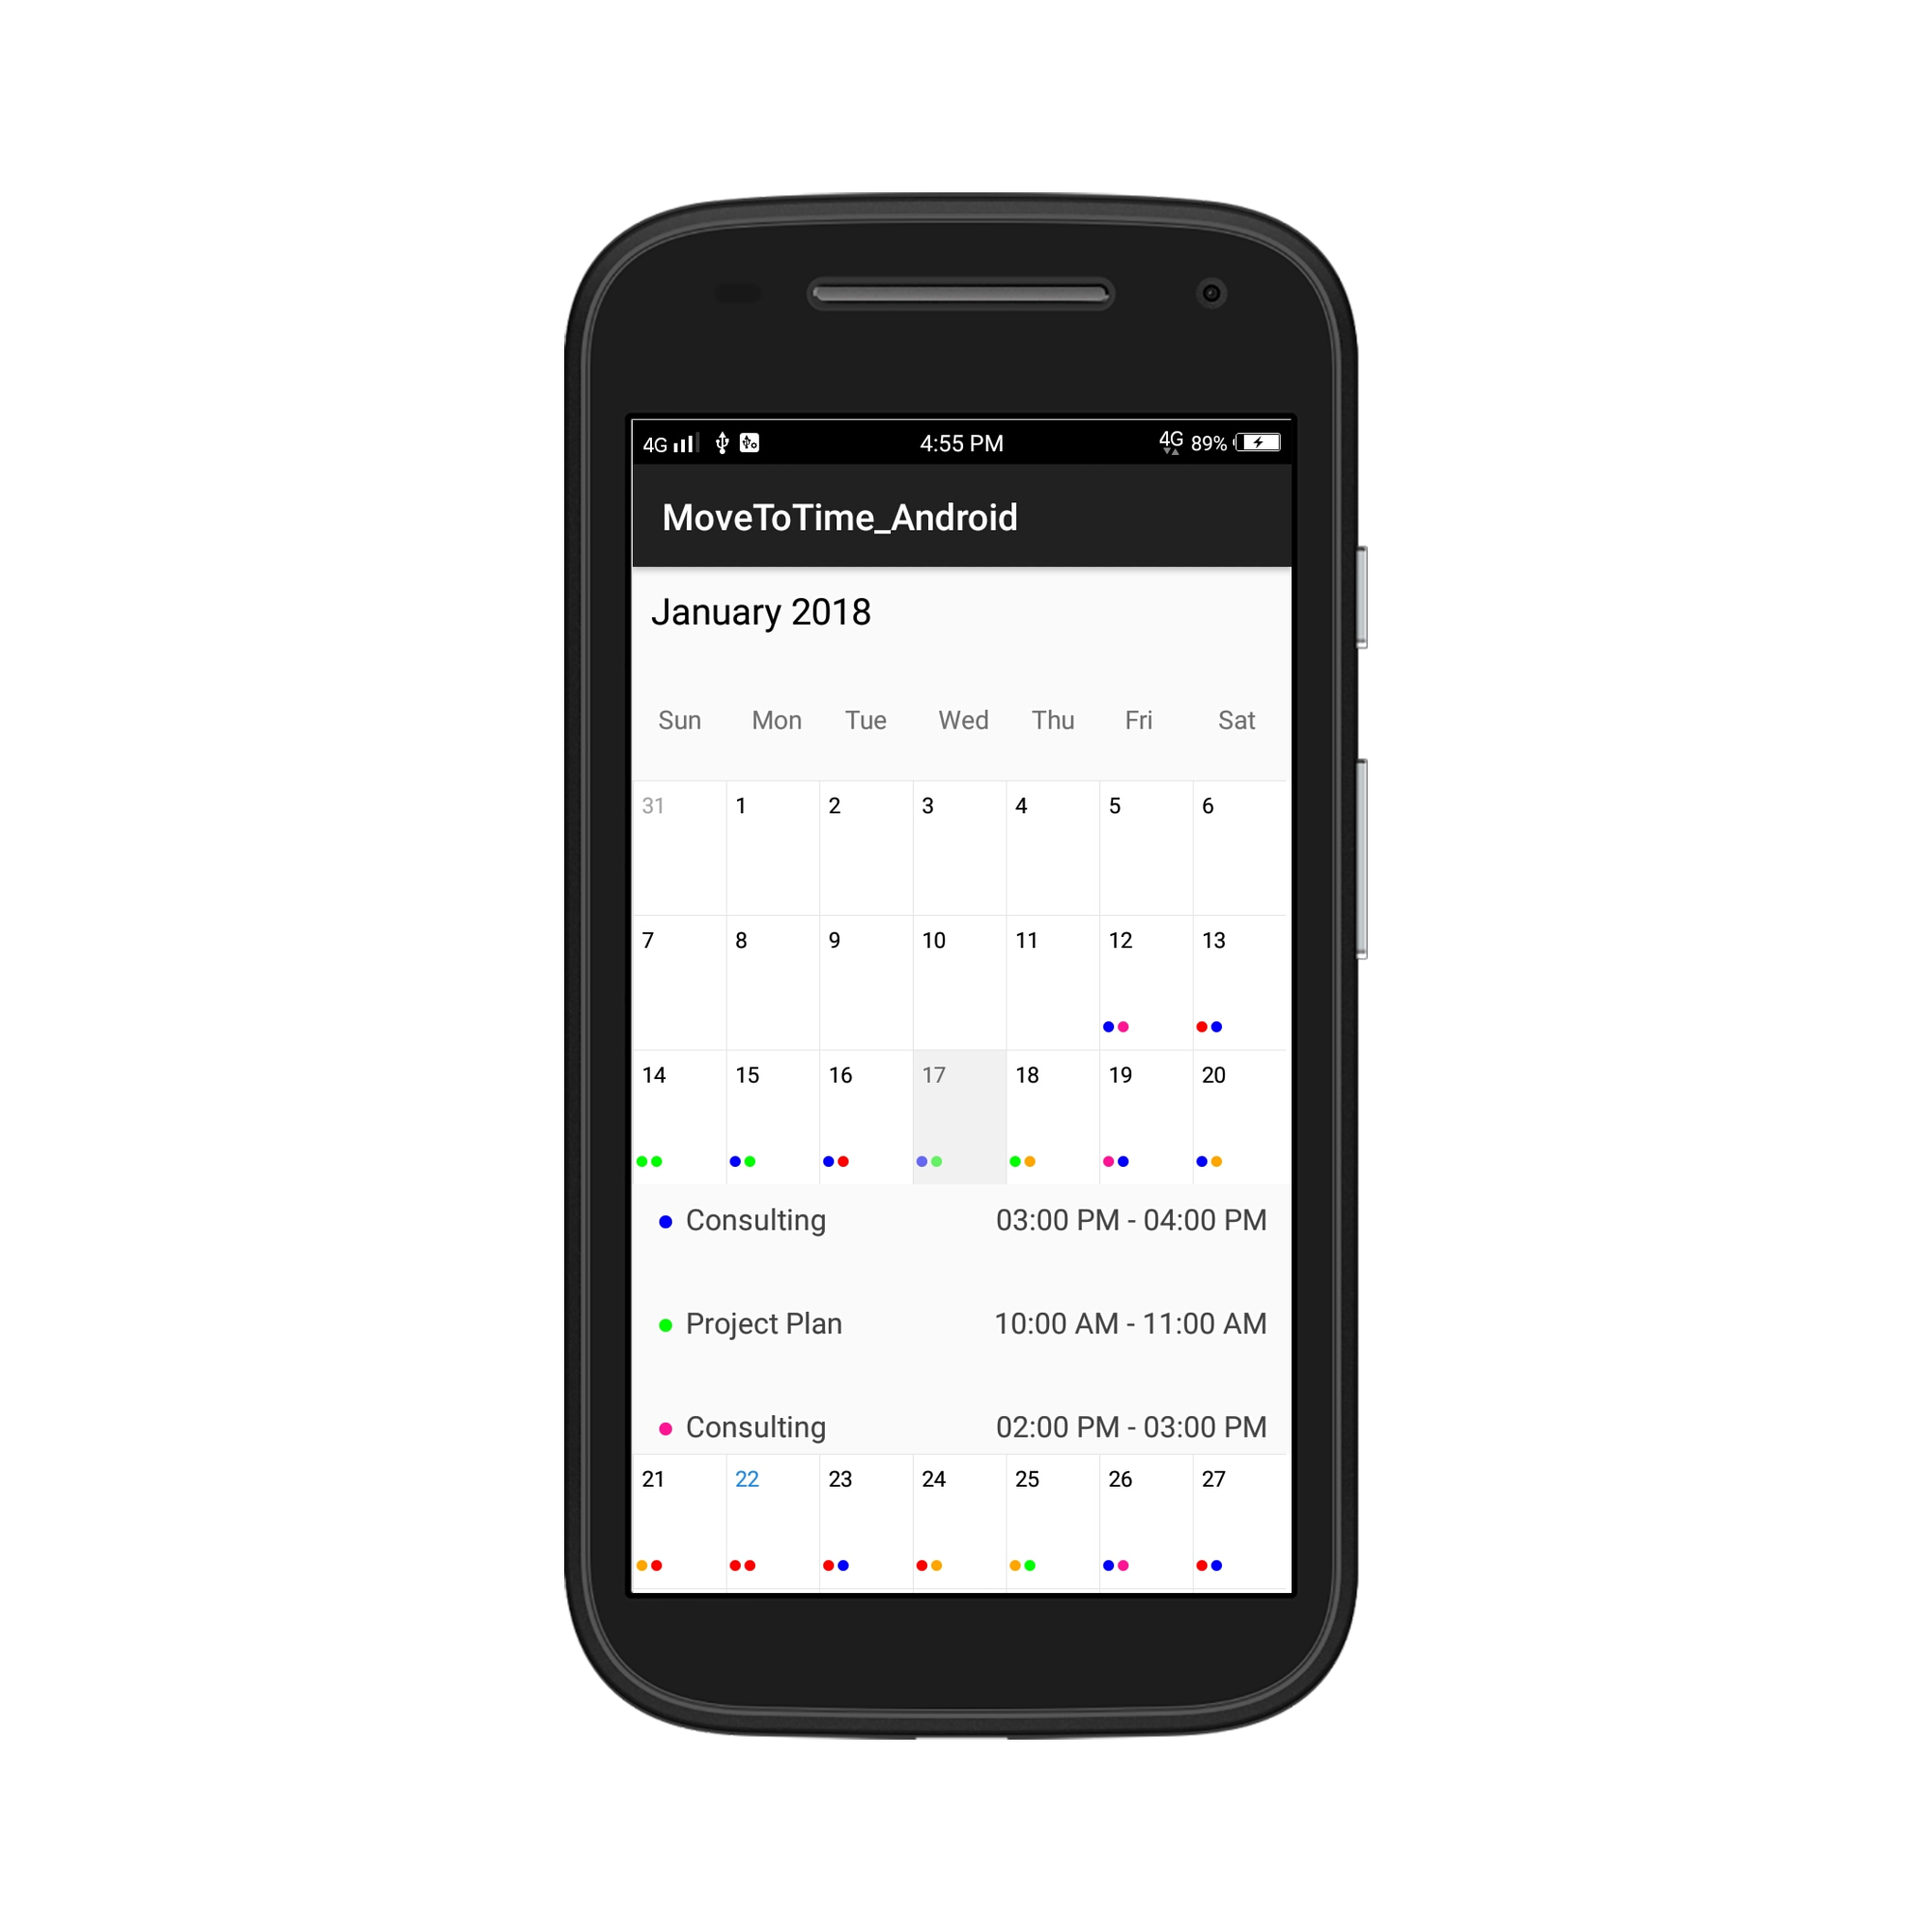 4G 4:55 PM 4G 89%
MoveToTime_Android
January 2018
Sun Mon Tue Wed Thu Fri Sat
31 1 2 3 4 5 6
7 8 9 10 11 12 13
14 15 16 17 18 19 20
Consulting 03:00 PM - 04:00 PM
Project Plan 10:00 AM - 11:00 AM
Consulting 02:00 PM - 03:00 PM
21 22 23 24 25 26 27